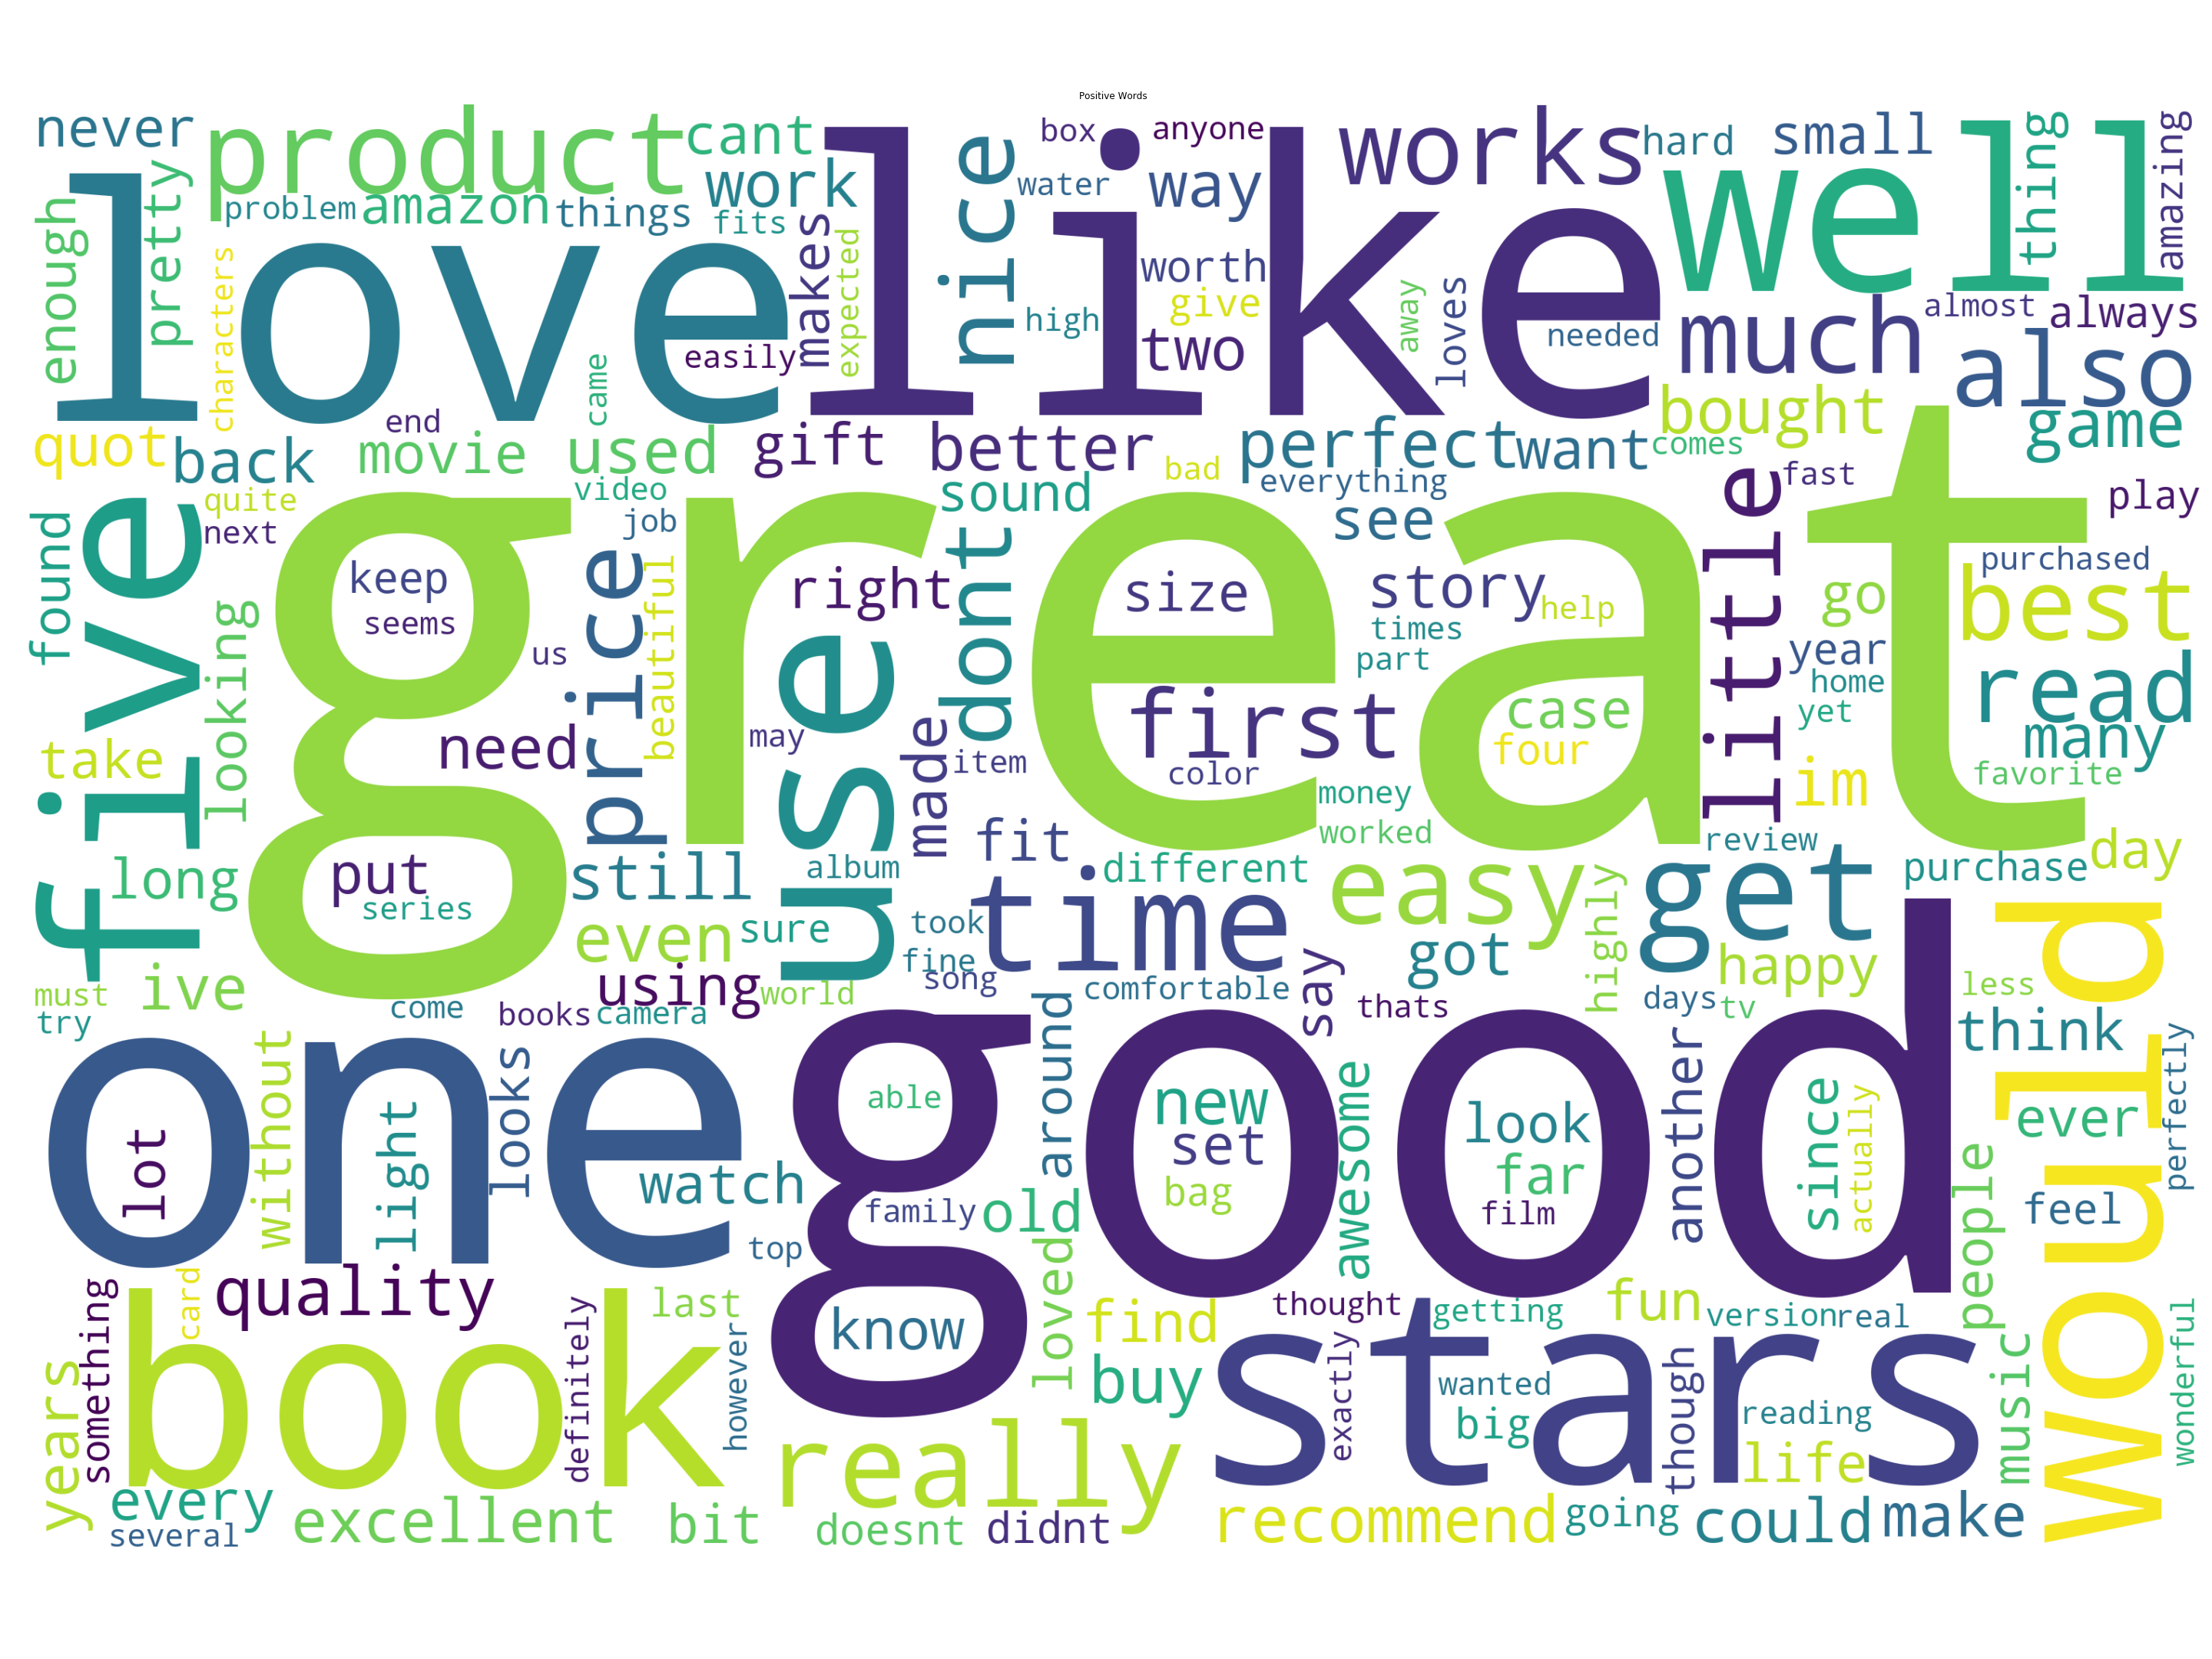 Positive Words
never
product
cant
like
box
anyone
works
hard
small
well
thing
amazing
love
pretty
problem
amazon
things
work
fits
nice
water
way
enough
characters
makes
expected
worth
give
high
two
away
loves
needed
much
almost
always
also
easily
came
end
quot
back
movie
used
gift
better
bad
perfect
want
bought
comes
game
everything
quite
next
video
job
sound
see
little
fast
play
great
five
found
looking
keep
seems
us
price
beautiful
right
use
dont
size
story
help
times
part
go
year
home
yet
purchased
best
read
many
favorite
take
need
may
made
item
first
color
case
four
money
worked
im
review
day
purchase
long
put
series
still
album
fit
different
easy
highly
get
even
sure
took
fine
song
time
got
happy
must
try
ive
come
books
using
camera
world
comfortable
say
thats
days
tv
less
think
would
perfectly
one
without
lot
light
looks
watch
top
good
able
family
around
old
new
set
bag
awesome
look
far
film
another
since
actually
ever
feel
people
quality
card
something
years
book
last
definitely
however
know
loved
find
buy
thought
getting
exactly
stars
wanted
big
fun
version
real
though
reading
life
music
wonderful
every
several
excellent
bit
really
doesnt
didnt
recommend
going
could
make